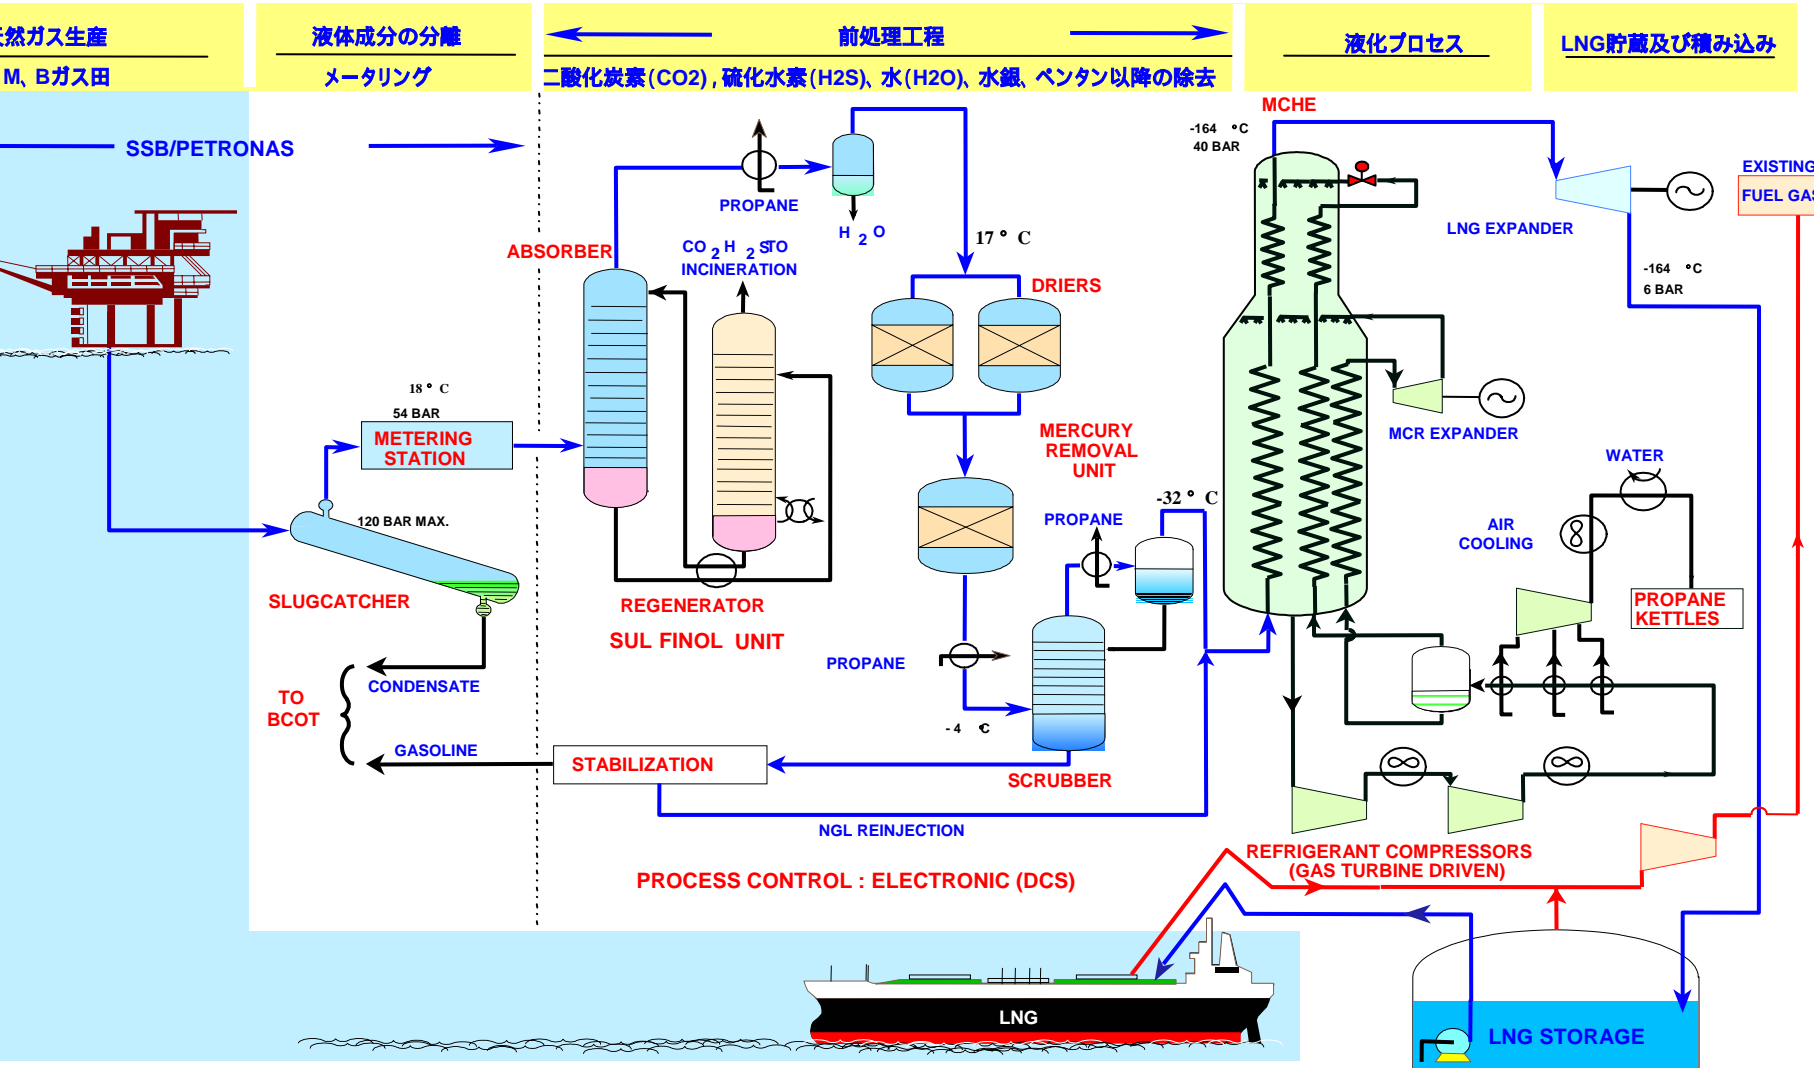 然ガス生産
液体成分の分離
前処理工程
液化プロセス
LNG貯蔵及び積み込み
M、Bガス田
メータリング
二酸化炭素(CO2) , 硫化水素(H2S)、水(H2O)、水銀、ペンタン以降の除去
SSB/PETRONAS
MCHE
-164 °C
40 BAR
EXISTING
FUEL GAS
LNG EXPANDER
-164 °C
6 BAR
PROPANE
H 2 O
ABSORBER
CO 2 H 2 STO
INCINERATION
17 ° C
DRIERS
18 ° C
54 BAR
METERING
STATION
120 BAR MAX.
SLUGCATCHER
MERCURY
REMOVAL
UNIT
-32 ° C
PROPANE
MCR EXPANDER
WATER
AIR
COOLING
PROPANE
KETTLES
REGENERATOR
SUL FINOL UNIT
PROPANE
- 4 °C
CONDENSATE
TO
BCOT
GASOLINE
STABILIZATION
SCRUBBER
NGL REINJECTION
REFRIGERANT COMPRESSORS
(GAS TURBINE DRIVEN)
PROCESS CONTROL : ELECTRONIC (DCS)
LNG
LNG STORAGE